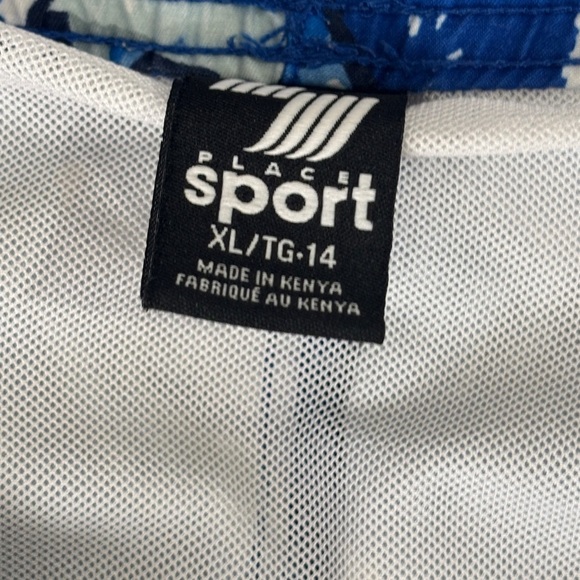 PLACE
sport
XL/TG•14
MADE IN KENYA
FABRIQUÉ AU KENYA